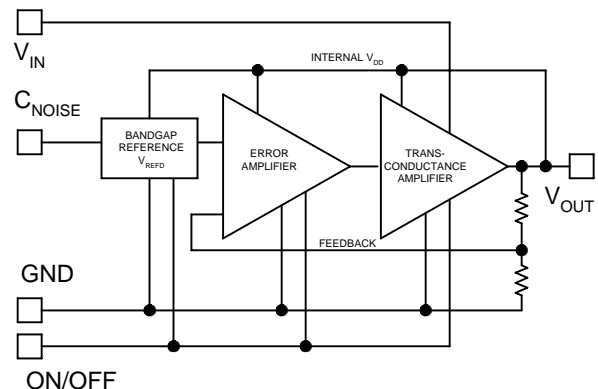 V_IN
INTERNAL V_DD
C_NOISE
BANDGAP
REFERENCE
V_REFD
ERROR
AMPLIFIER
TRANS-
CONDUCTANCE
AMPLIFIER
V_OUT
FEEDBACK
GND
ON/OFF